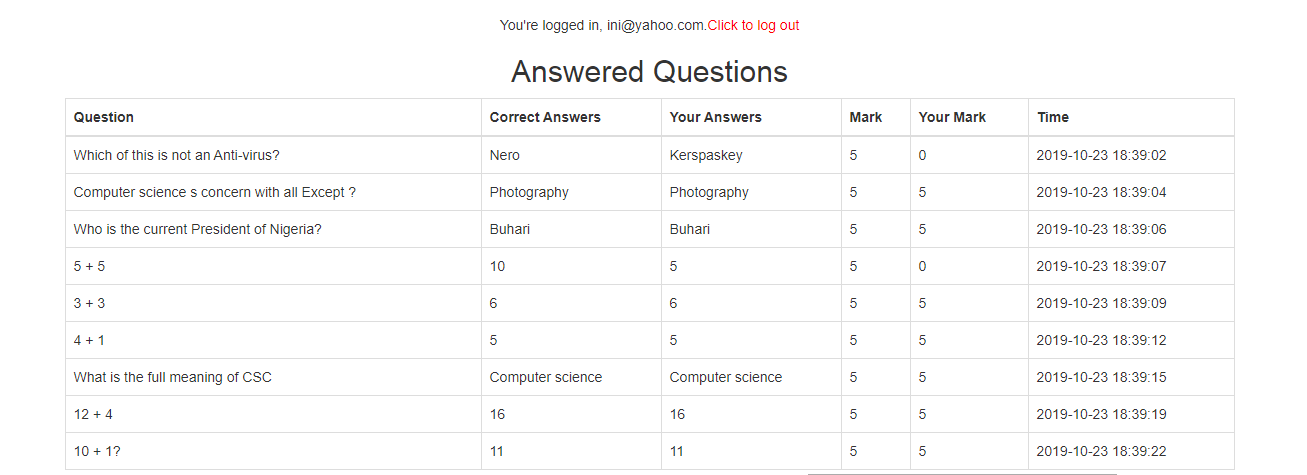 You're logged in, ini@yahoo.com.Click to log out
Answered Questions
Question Correct Answers Your Answers Mark Your Mark Time
Which of this is not an Anti-virus? Nero Kerspaskey 5 0 2019-10-23 18:39:02
Computer science s concern with all Except ? Photography Photography 5 5 2019-10-23 18:39:04
Who is the current President of Nigeria? Buhari Buhari 5 5 2019-10-23 18:39:06
5 + 5 10 5 5 0 2019-10-23 18:39:07
3 + 3 6 6 5 5 2019-10-23 18:39:09
4 + 1 5 5 5 5 2019-10-23 18:39:12
What is the full meaning of CSC Computer science Computer science 5 5 2019-10-23 18:39:15
12 + 4 16 16 5 5 2019-10-23 18:39:19
10 + 1? 11 11 5 5 2019-10-23 18:39:22